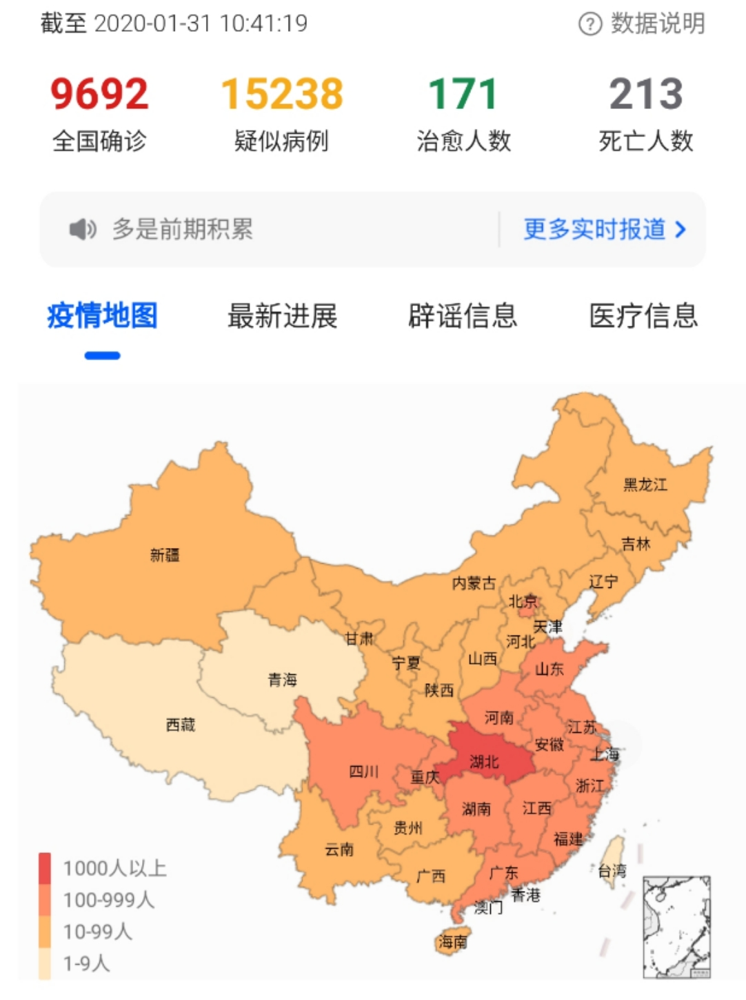 截至 2020-01-31 10:41:19
? 数据说明
9692 15238 171 213
全国确诊 疑似病例 治愈人数 死亡人数
多是前期积累 更多实时报道
疫情地图 最新进展 辟谣信息 医疗信息
黑龙江
吉林
新疆
辽宁
内蒙古
北京
天津
甘肃
河北
山西
宁夏
山东
青海
陕西
河南
西藏
江苏
安徽
上海
湖北
四川
重庆
浙江
湖南
江西
贵州
福建
云南
台湾
广东
广西
香港
澳门
海南
1000人以上
100-999人
10-99人
1-9人